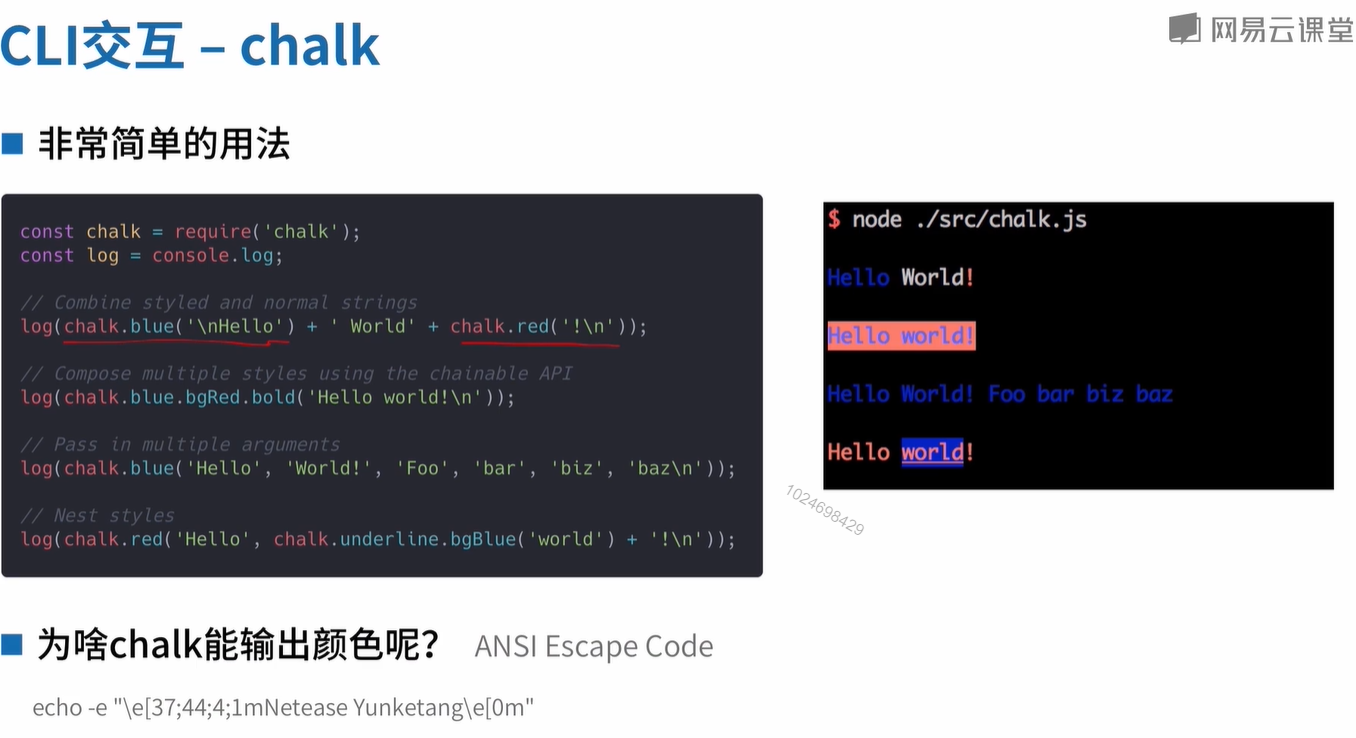 CLI交互 – chalk
网易云课堂
非常简单的用法
const chalk = require('chalk');
const log = console.log;
// Combine styled and normal strings
log(chalk.blue('\nHello') + ' World' + chalk.red('!\n'));
// Compose multiple styles using the chainable API
log(chalk.blue.bgRed.bold('Hello world!\n'));
// Pass in multiple arguments
log(chalk.blue('Hello', 'World!', 'Foo', 'bar', 'biz', 'baz\n'));
// Nest styles
log(chalk.red('Hello', chalk.underline.bgBlue('world') + '!\n'));
$ node ./src/chalk.js
Hello World!
Hello world!
Hello World! Foo bar biz baz
Hello world!
1024698429
为啥chalk能输出颜色呢? ANSI Escape Code
echo -e "\e[37;44;4;1mNetease Yunketang\e[0m"